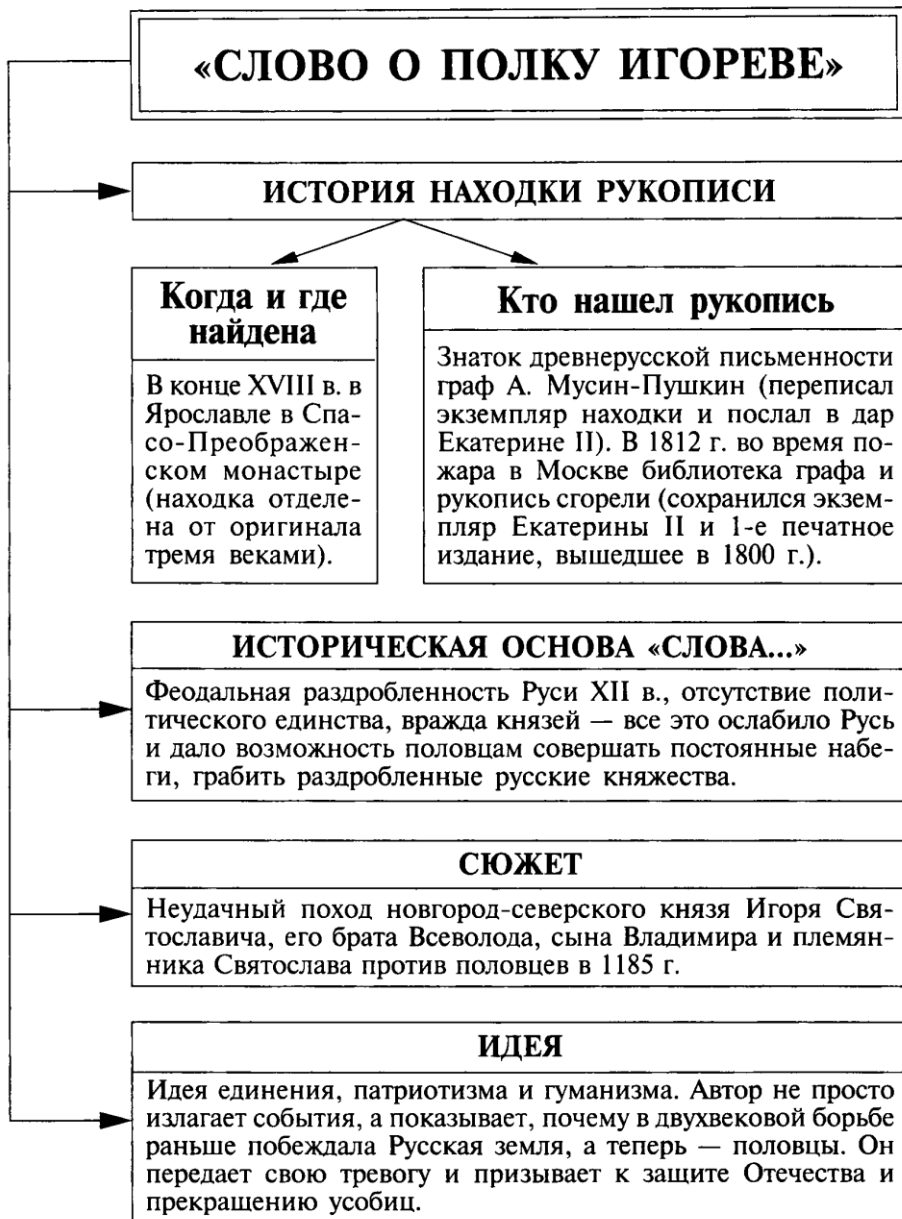 «СЛОВО О ПОЛКУ ИГОРЕВЕ»
ИСТОРИЯ НАХОДКИ РУКОПИСИ
Когда и где
найдена
В конце XVIII в. в
Ярославле в Спа-
со-Преображен-
ском монастыре
(находка отделе-
на от оригинала
тремя веками).
Кто нашел рукопись
Знаток древнерусской письменности
граф А. Мусин-Пушкин (переписал
экземпляр находки и послал в дар
Екатерине II). В 1812 г. во время по-
жара в Москве библиотека графа и
рукопись сгорели (сохранился экзем-
пляр Екатерины II и 1-е печатное
издание, вышедшее в 1800 г.).
ИСТОРИЧЕСКАЯ ОСНОВА «СЛОВА...»
Феодальная раздробленность Руси XII в., отсутствие поли-
тического единства, вражда князей — все это ослабило Русь
и дало возможность половцам совершать постоянные набе-
ги, грабить раздробленные русские княжества.
СЮЖЕТ
Неудачный поход новгород-северского князя Игоря Свя-
тославича, его брата Всеволода, сына Владимира и племян-
ника Святослава против половцев в 1185 г.
ИДЕЯ
Идея единения, патриотизма и гуманизма. Автор не просто
излагает события, а показывает, почему в двухвековой борьбе
раньше побеждала Русская земля, а теперь — половцы. Он
передает свою тревогу и призывает к защите Отечества и
прекращению усобиц.